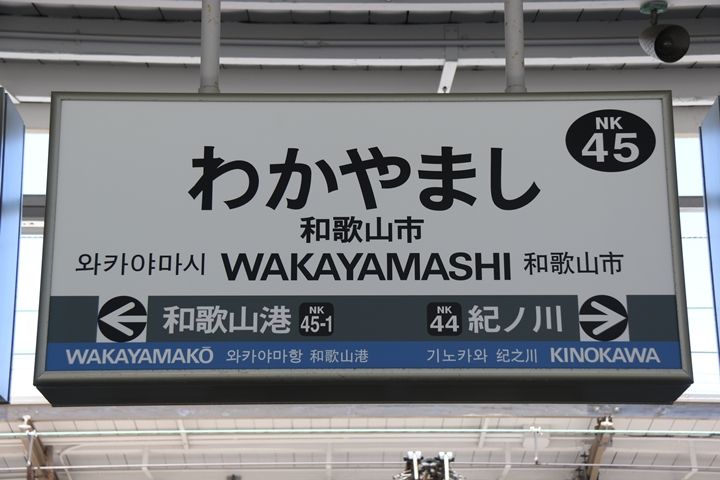 NK
45
わかやまし
和歌山市
와카야마시 WAKAYAMASHI 和歌山市
和歌山港 NK 45-1 NK 44 紀ノ川
WAKAYAMAKŌ 와카야마항 和歌山港 기노카와 纪之川 KINOKAWA